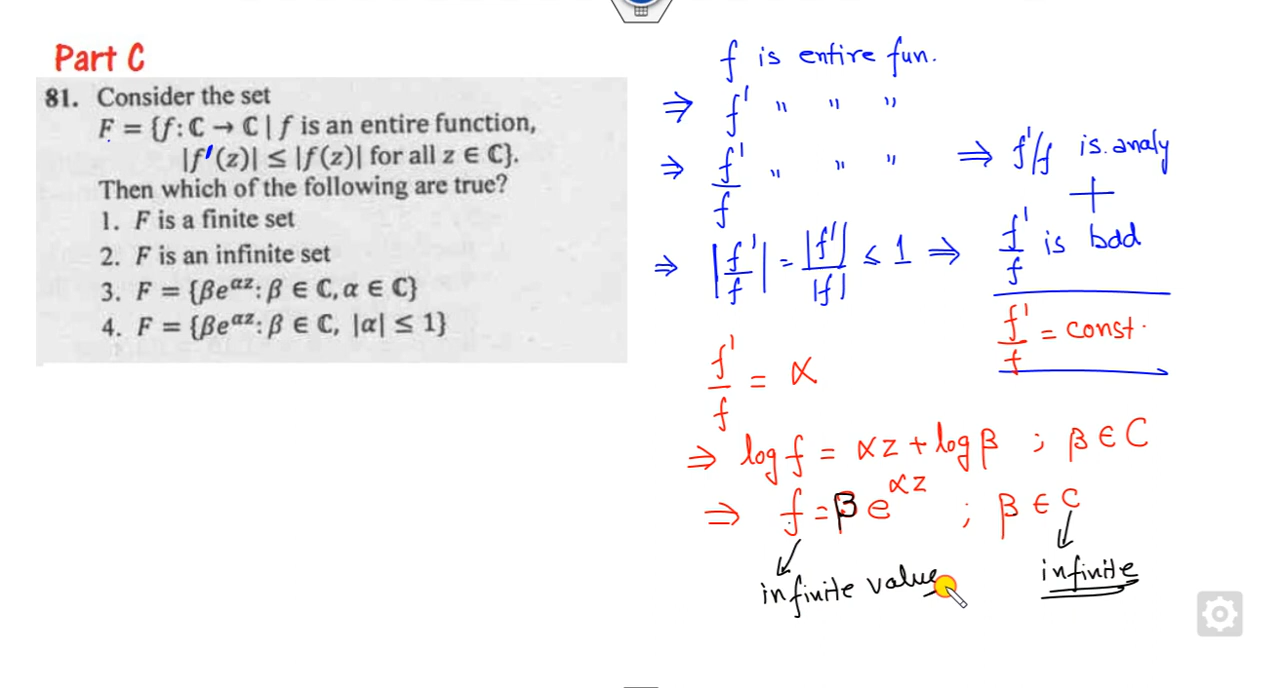 Part C
81. Consider the set
F = {f: ℂ → ℂ | f is an entire function,
|f'(z)| ≤ |f(z)| for all z ∈ ℂ}.
Then which of the following are true?
1. F is a finite set
2. F is an infinite set
3. F = {βe^{αz}: β ∈ ℂ, α ∈ ℂ}
4. F = {βe^{αz}: β ∈ ℂ, |α| ≤ 1}
f is entire fun.
⇒ f' " " "
⇒ f'/f " " " ⇒ f'/f is analy
+
⇒ |f'/f| = |f'|/|f| ≤ 1 ⇒ f'/f is bdd
f'/f = const.
f'/f = α
⇒ log f = αz + log β ; β ∈ C
⇒ f = β e^{αz} ; β ∈ C
infinite value
infinite